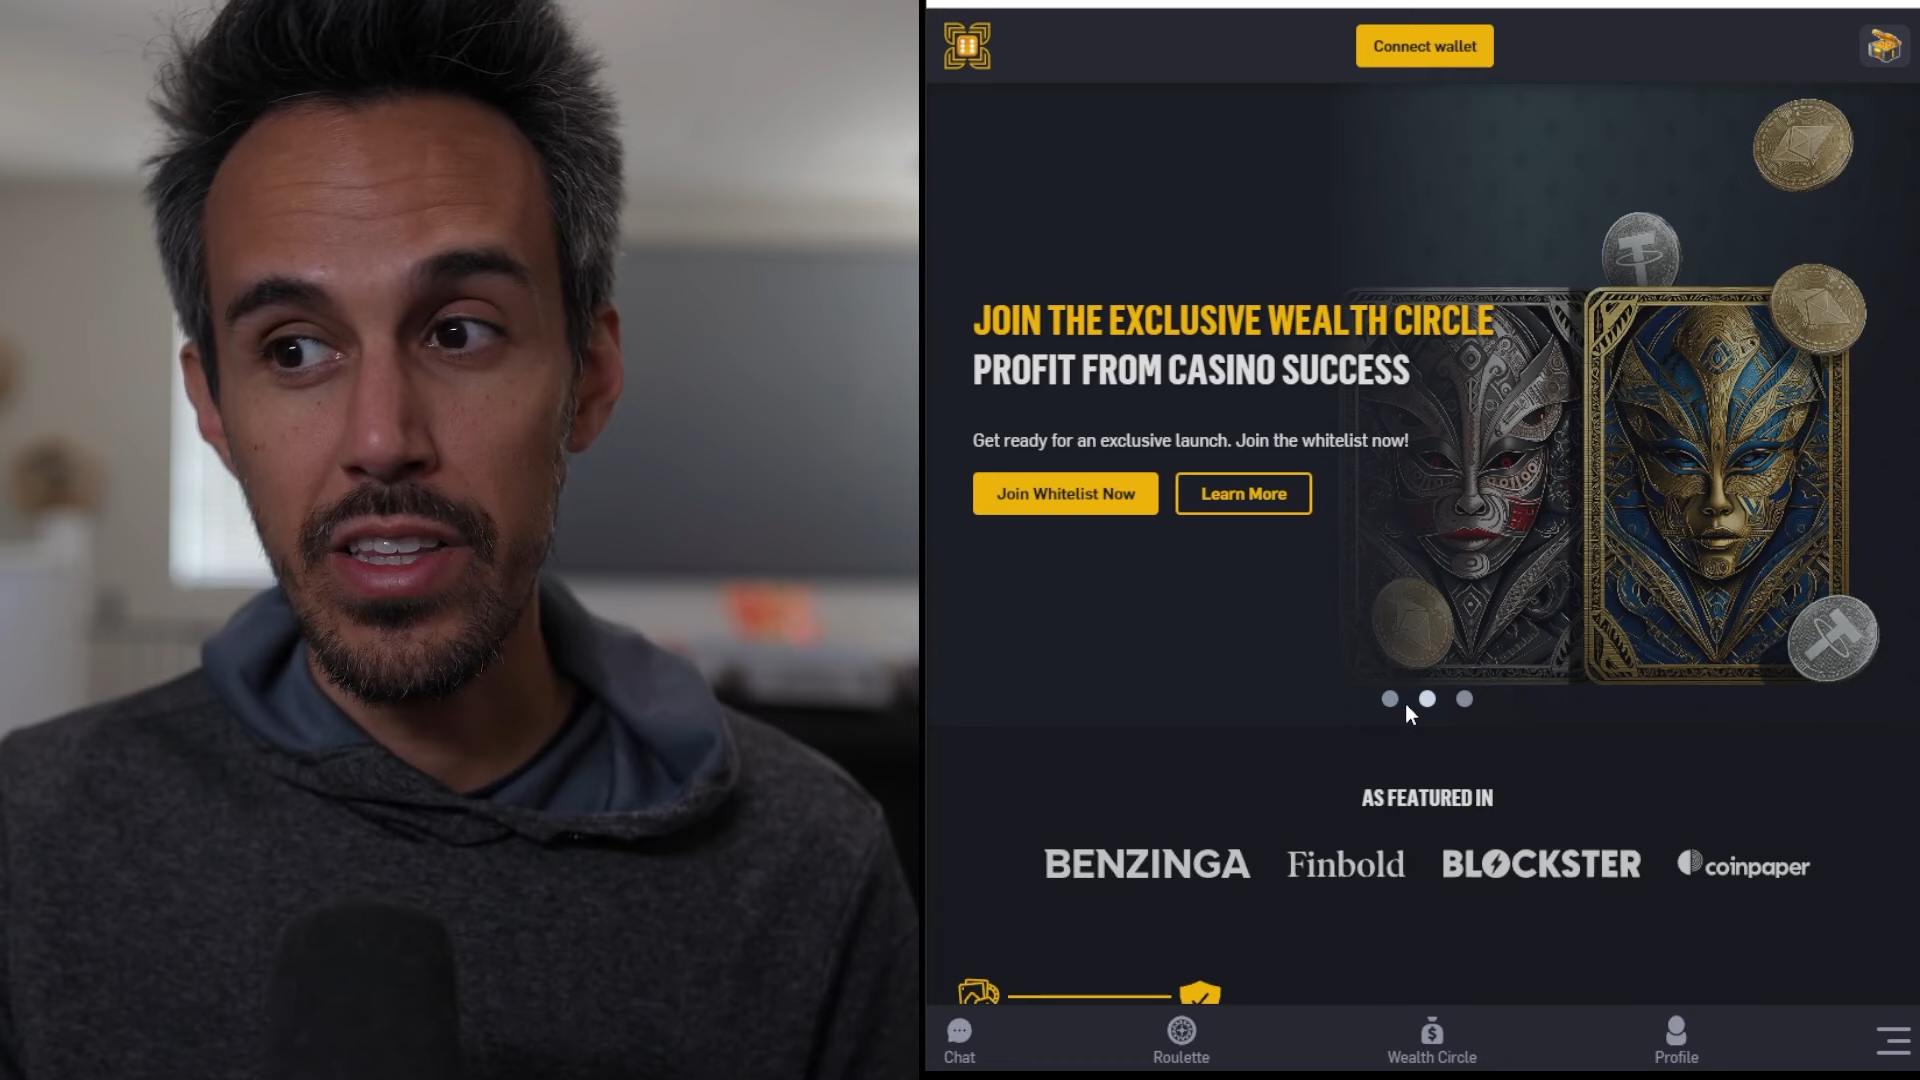 Connect wallet
JOIN THE EXCLUSIVE WEALTH CIRCLE
PROFIT FROM CASINO SUCCESS
Get ready for an exclusive launch. Join the whitelist now!
Join Whitelist Now
Learn More
AS FEATURED IN
BENZINGA
Finbold
BLOCKSTER
coinpaper
Chat
Roulette
Wealth Circle
Profile